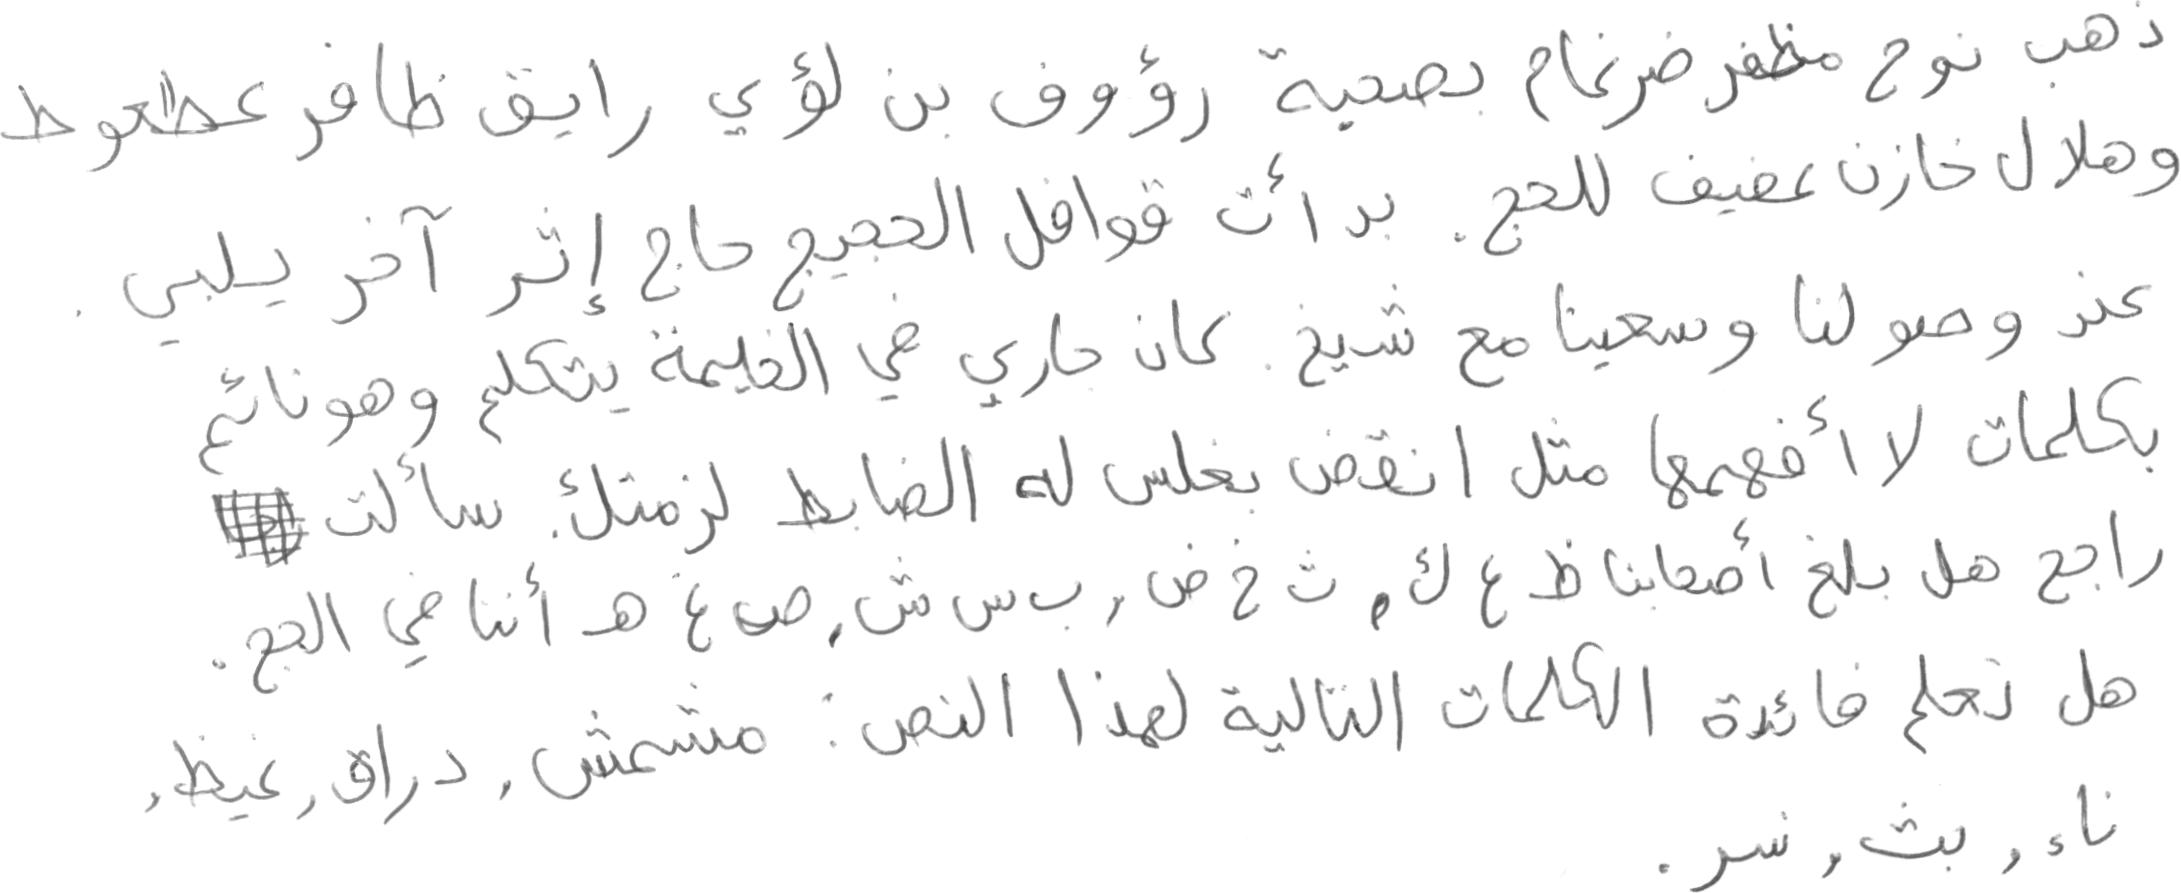 ذهب نوح مظفر ضرغام بصحبة رؤوف بن لؤي رايق ظافر عطعوط
وهلال خازن عفيف للحج. بدأت قوافل الحجيج حاج إثر آخر يلبي.
عند وصولنا وسعينا مع شيخ. كان جاري في الخيمة يتكلم وهو نائم
بكلمات لا أفهمها مثل انقض بغلس له الضابط لزمتك. سألت
راجح هل بلغ أصحابنا ظ ع ك, ث خ ض, ب س ش, ص غ هـ أننا في الحج.
هل تعلم فائدة الكلمات التالية لهذا النص: مشمش, دراق, غيظ,
ناء, بث, نسر.